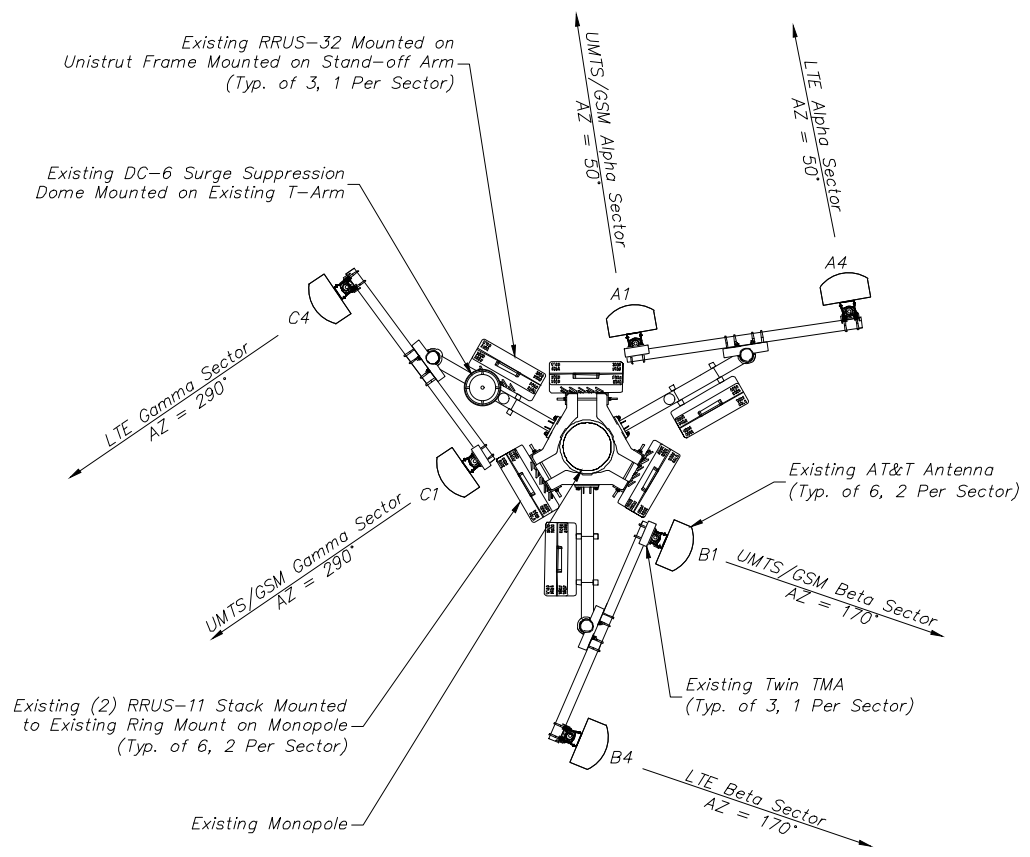 Existing RRUS-32 Mounted on
Unistrut Frame Mounted on Stand-off Arm
(Typ. of 3, 1 Per Sector)
UMTS/GSM Alpha Sector
AZ = 50°
LTE Alpha Sector
AZ = 50°
Existing DC-6 Surge Suppression
Dome Mounted on Existing T-Arm
A1
A4
C4
LTE Gamma Sector
AZ = 290°
C1
UMTS/GSM Gamma Sector
AZ = 290°
Existing AT&T Antenna
(Typ. of 6, 2 Per Sector)
B1
UMTS/GSM Beta Sector
AZ = 170°
Existing Twin TMA
(Typ. of 3, 1 Per Sector)
Existing (2) RRUS-11 Stack Mounted
to Existing Ring Mount on Monopole
(Typ. of 6, 2 Per Sector)
B4
LTE Beta Sector
AZ = 170°
Existing Monopole